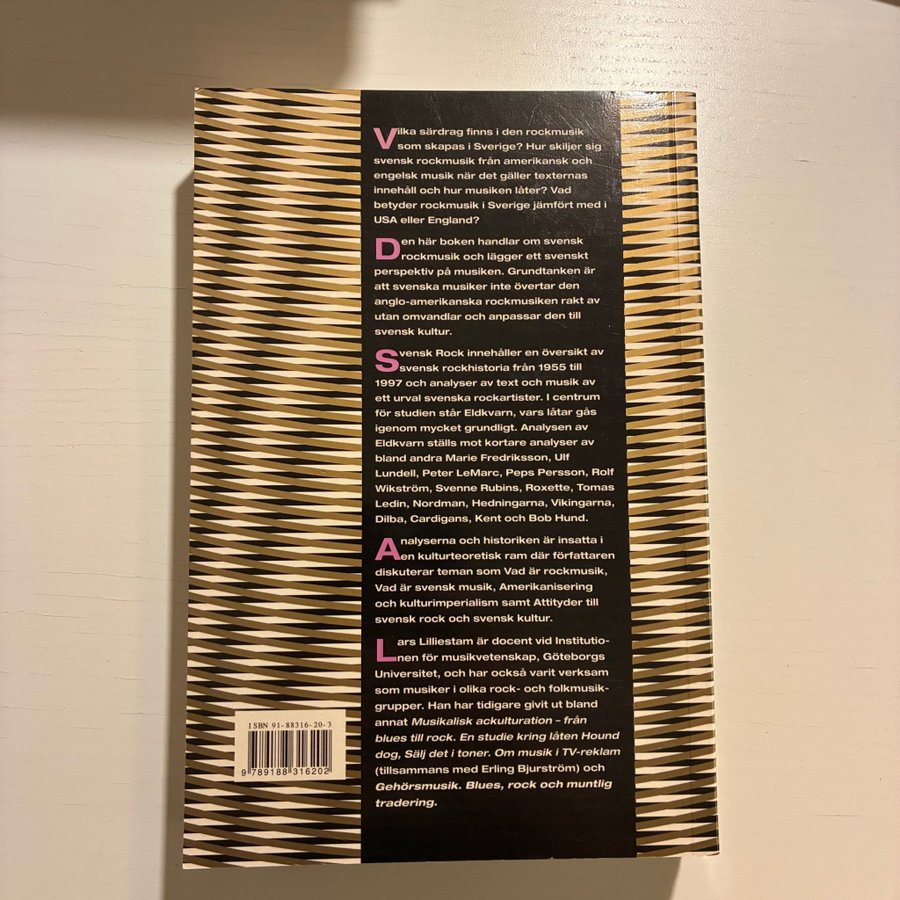 Vilka särdrag finns i den rockmusik
som skapas i Sverige? Hur skiljer sig
svensk rockmusik från amerikansk och
engelsk musik när det gäller texternas
innehåll och hur musiken låter? Vad
betyder rockmusik i Sverige jämfört med i
USA eller England?
Den här boken handlar om svensk
rockmusik och lägger ett svenskt
perspektiv på musiken. Grundtanken är
att svenska musiker inte övertar den
anglo-amerikanska rockmusiken rakt av
utan omvandlar och anpassar den till
svensk kultur.
Svensk Rock innehåller en översikt av
svensk rockhistoria från 1955 till
1997 och analyser av text och musik av
ett urval svenska rockartister. I centrum
för studien står Eldkvarn, vars låtar gås
igenom mycket grundligt. Analysen av
Eldkvarn ställs mot kortare analyser av
bland andra Marie Fredriksson, Ulf
Lundell, Peter LeMarc, Peps Persson, Rolf
Wikström, Svenne Rubins, Roxette, Tomas
Ledin, Nordman, Hedningarna, Vikingarna,
Dilba, Cardigans, Kent och Bob Hund.
Analyserna och historiken är insatta i
en kulturteoretisk ram där författaren
diskuterar teman som Vad är rockmusik,
Vad är svensk musik, Amerikanisering
och kulturimperialism samt Attityder till
svensk rock och svensk kultur.
Lars Lilliestam är docent vid Institutio-
nen för musikvetenskap, Göteborgs
Universitet, och har också varit verksam
som musiker i olika rock- och folkmusik-
grupper. Han har tidigare givit ut bland
annat Musikalisk ackulturation – från
blues till rock. En studie kring låten Hound
dog, Sälj det i toner. Om musik i TV-reklam
(tillsammans med Erling Bjurström) och
Gehörsmusik. Blues, rock och muntlig
tradering.
ISBN 91-88316-20-3
9 789188 316202